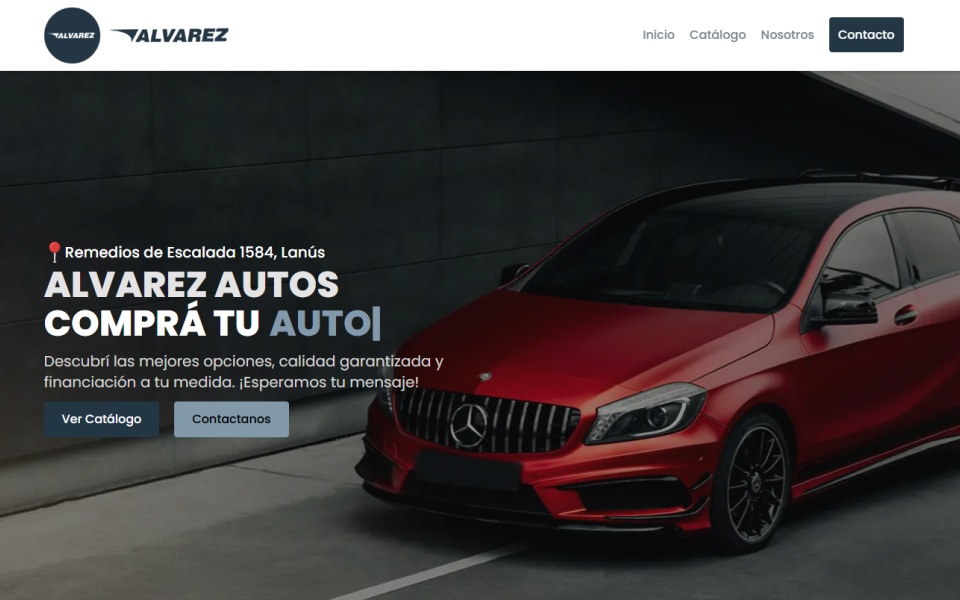 ALVAREZ
ALVAREZ
Inicio
Catálogo
Nosotros
Contacto
Remedios de Escalada 1584, Lanús
ALVAREZ AUTOS
COMPRÁ TU AUTO
Descubrí las mejores opciones, calidad garantizada y
financiación a tu medida. ¡Esperamos tu mensaje!
Ver Catálogo
Contactanos